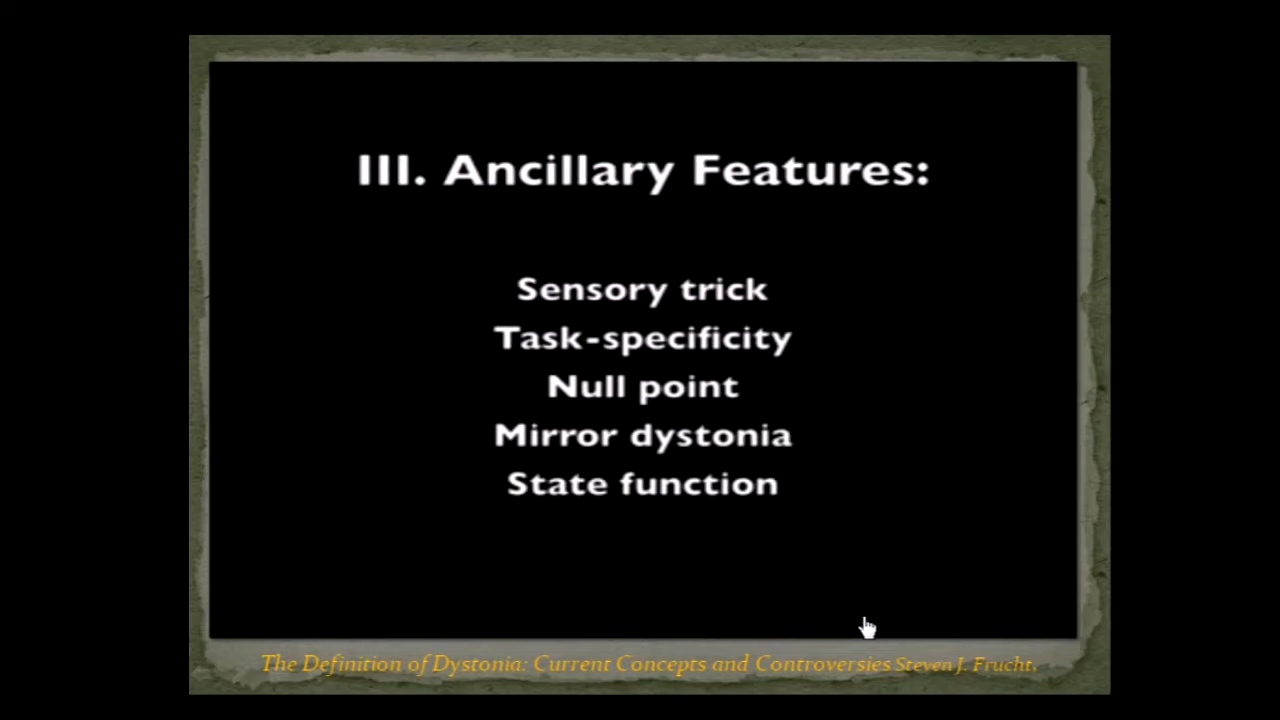 III. Ancillary Features:
Sensory trick
Task-specificity
Null point
Mirror dystonia
State function
The Definition of Dystonia: Current Concepts and Controversies Steven J. Frucht.